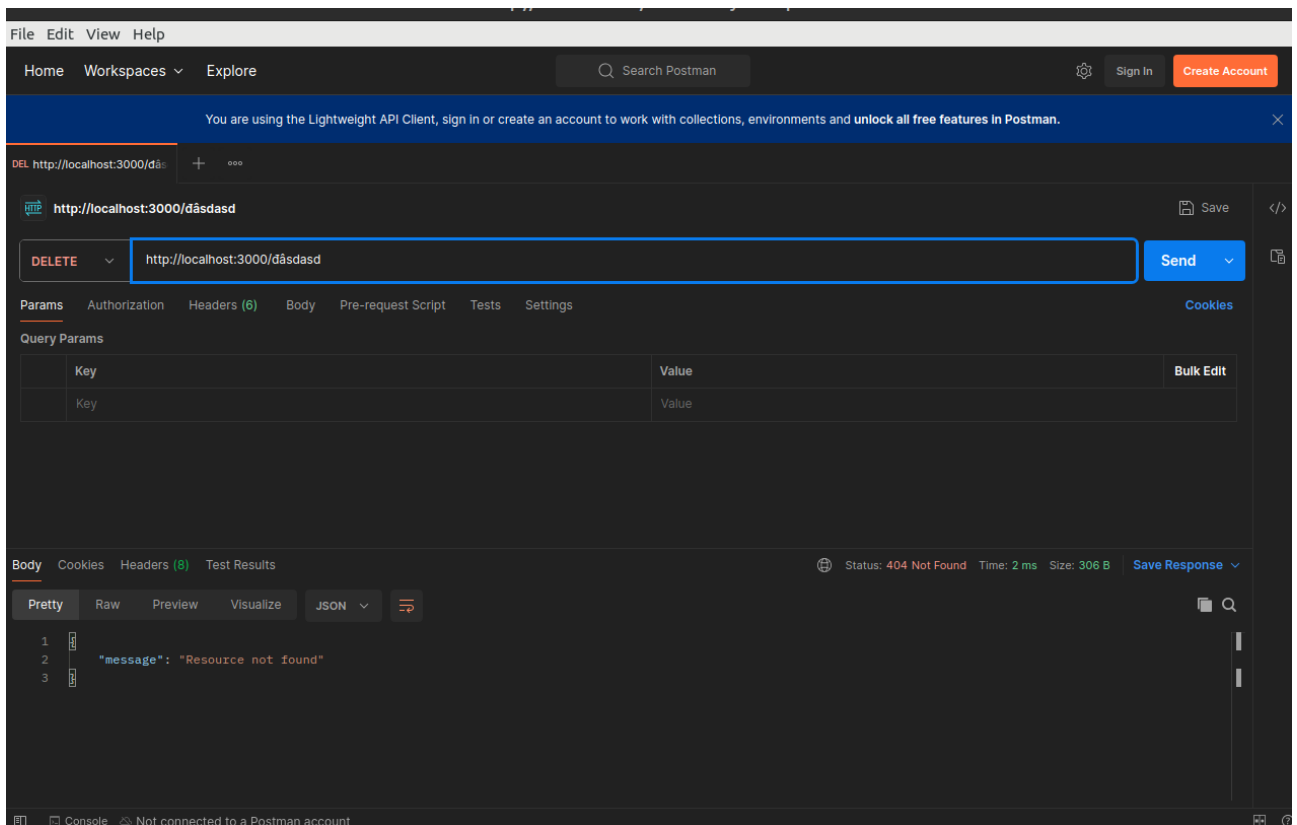 File Edit View Help
Home Workspaces Explore Search Postman Sign In Create Account
You are using the Lightweight API Client, sign in or create an account to work with collections, environments and unlock all free features in Postman.
DEL http://localhost:3000/đâs
HTTP http://localhost:3000/đâsdasd Save </>
DELETE http://localhost:3000/đâsdasd Send
Params Authorization Headers (6) Body Pre-request Script Tests Settings Cookies
Query Params
Key Value Bulk Edit
Key Value
Body Cookies Headers (8) Test Results Status: 404 Not Found Time: 2 ms Size: 306 B Save Response
Pretty Raw Preview Visualize JSON
1 {
2 "message": "Resource not found"
3 }
Console Not connected to a Postman account